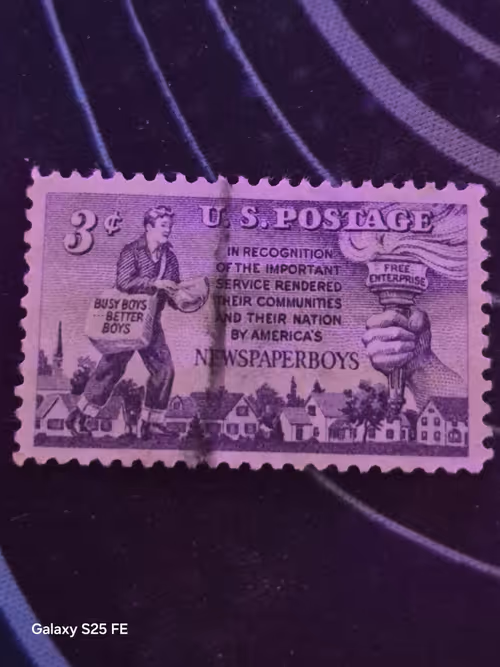 3¢ U.S. POSTAGE
IN RECOGNITION
OF THE IMPORTANT
SERVICE RENDERED
THEIR COMMUNITIES
AND THEIR NATION
BY AMERICA'S
NEWSPAPERBOYS
BUSY BOYS
··· BETTER
BOYS
FREE
ENTERPRISE
Galaxy S25 FE